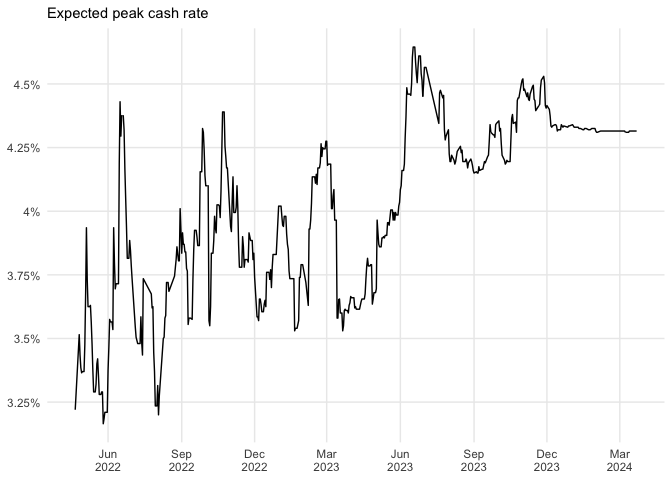 Expected peak cash rate
4.5%
4.25%
4%
3.75%
3.5%
3.25%
Jun Sep Dec Mar Jun Sep Dec Mar
2022 2022 2022 2023 2023 2023 2023 2024